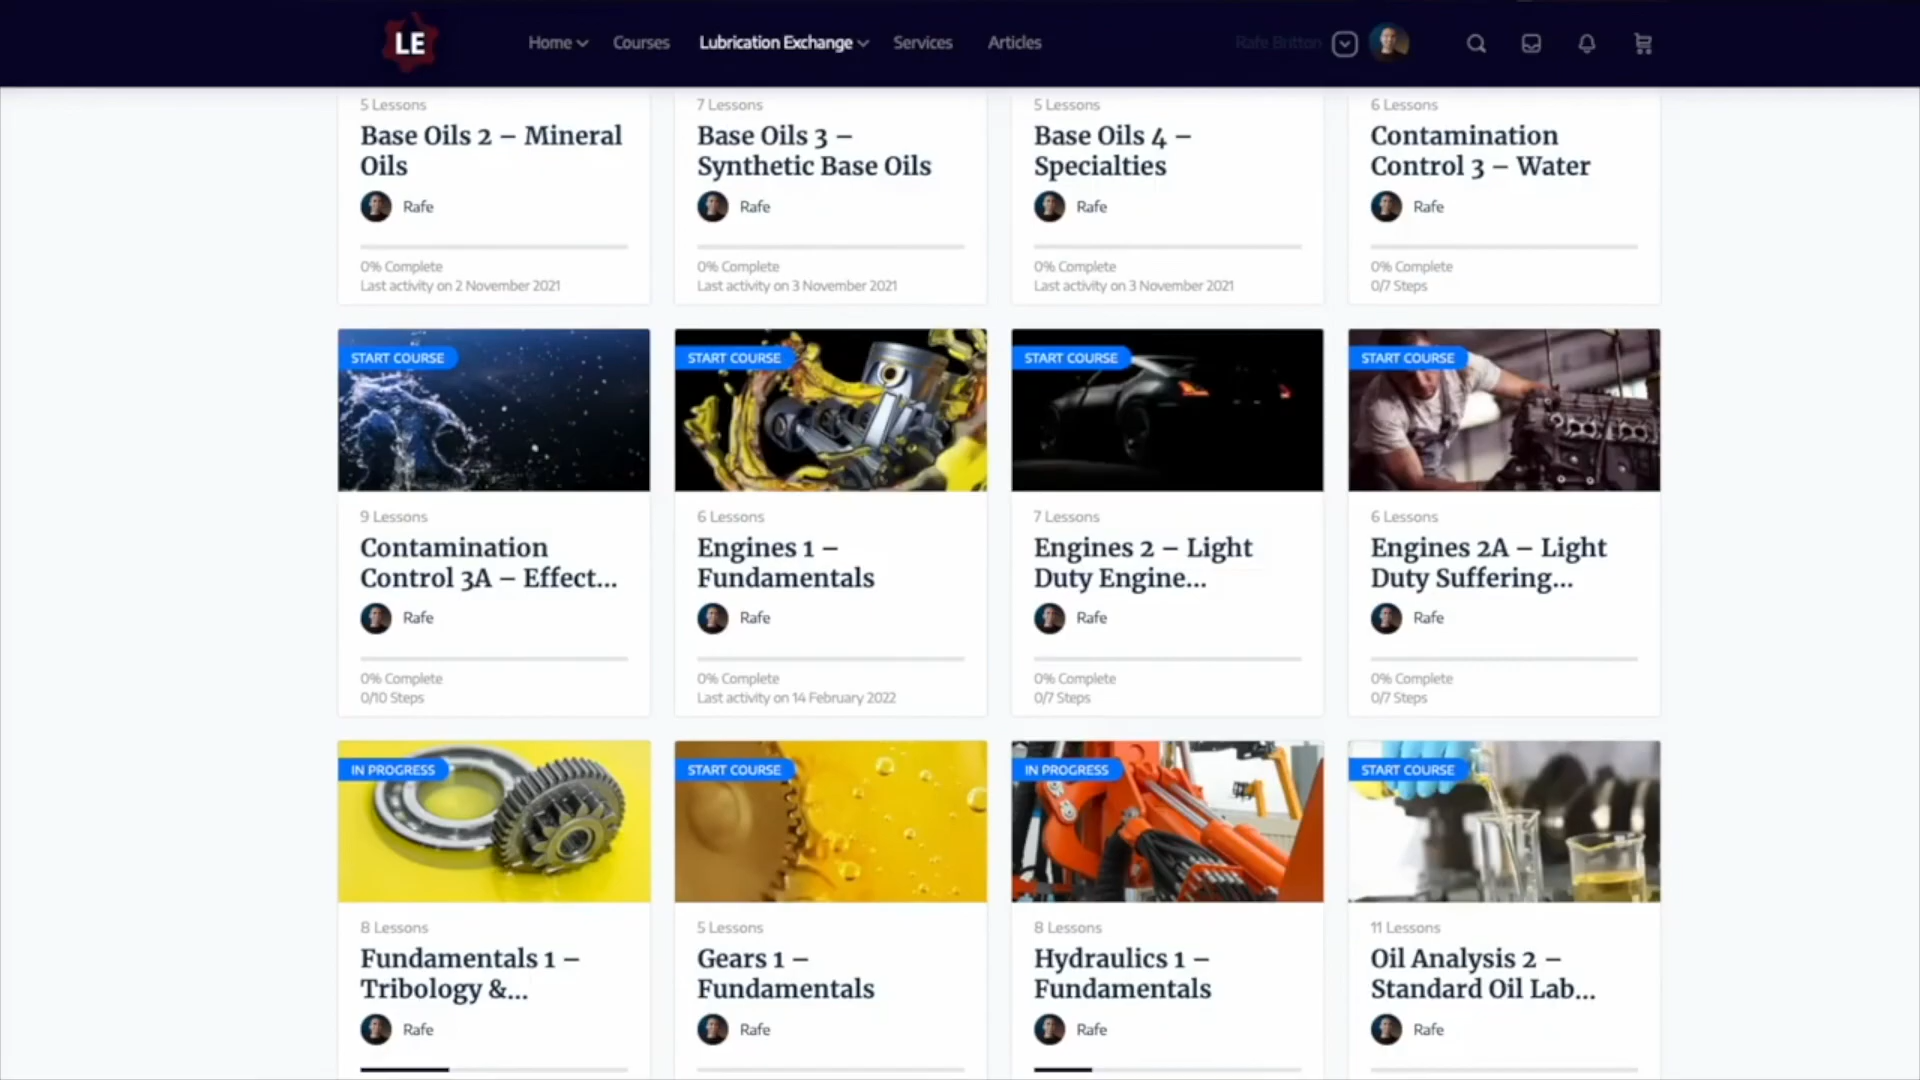 LE
Home
Courses
Lubrication Exchange
Services
Articles
Rafe Britton
5 Lessons
Base Oils 2 – Mineral
Oils
Rafe
0% Complete
Last activity on 2 November 2021
7 Lessons
Base Oils 3 –
Synthetic Base Oils
Rafe
0% Complete
Last activity on 3 November 2021
5 Lessons
Base Oils 4 –
Specialties
Rafe
0% Complete
Last activity on 3 November 2021
6 Lessons
Contamination
Control 3 – Water
Rafe
0% Complete
0/7 Steps
START COURSE
9 Lessons
Contamination
Control 3A – Effect...
Rafe
0% Complete
0/10 Steps
START COURSE
6 Lessons
Engines 1 –
Fundamentals
Rafe
0% Complete
Last activity on 14 February 2022
START COURSE
7 Lessons
Engines 2 – Light
Duty Engine...
Rafe
0% Complete
0/7 Steps
START COURSE
6 Lessons
Engines 2A – Light
Duty Suffering...
Rafe
0% Complete
0/7 Steps
IN PROGRESS
8 Lessons
Fundamentals 1 –
Tribology &...
Rafe
START COURSE
5 Lessons
Gears 1 –
Fundamentals
Rafe
IN PROGRESS
8 Lessons
Hydraulics 1 –
Fundamentals
Rafe
START COURSE
11 Lessons
Oil Analysis 2 –
Standard Oil Lab...
Rafe